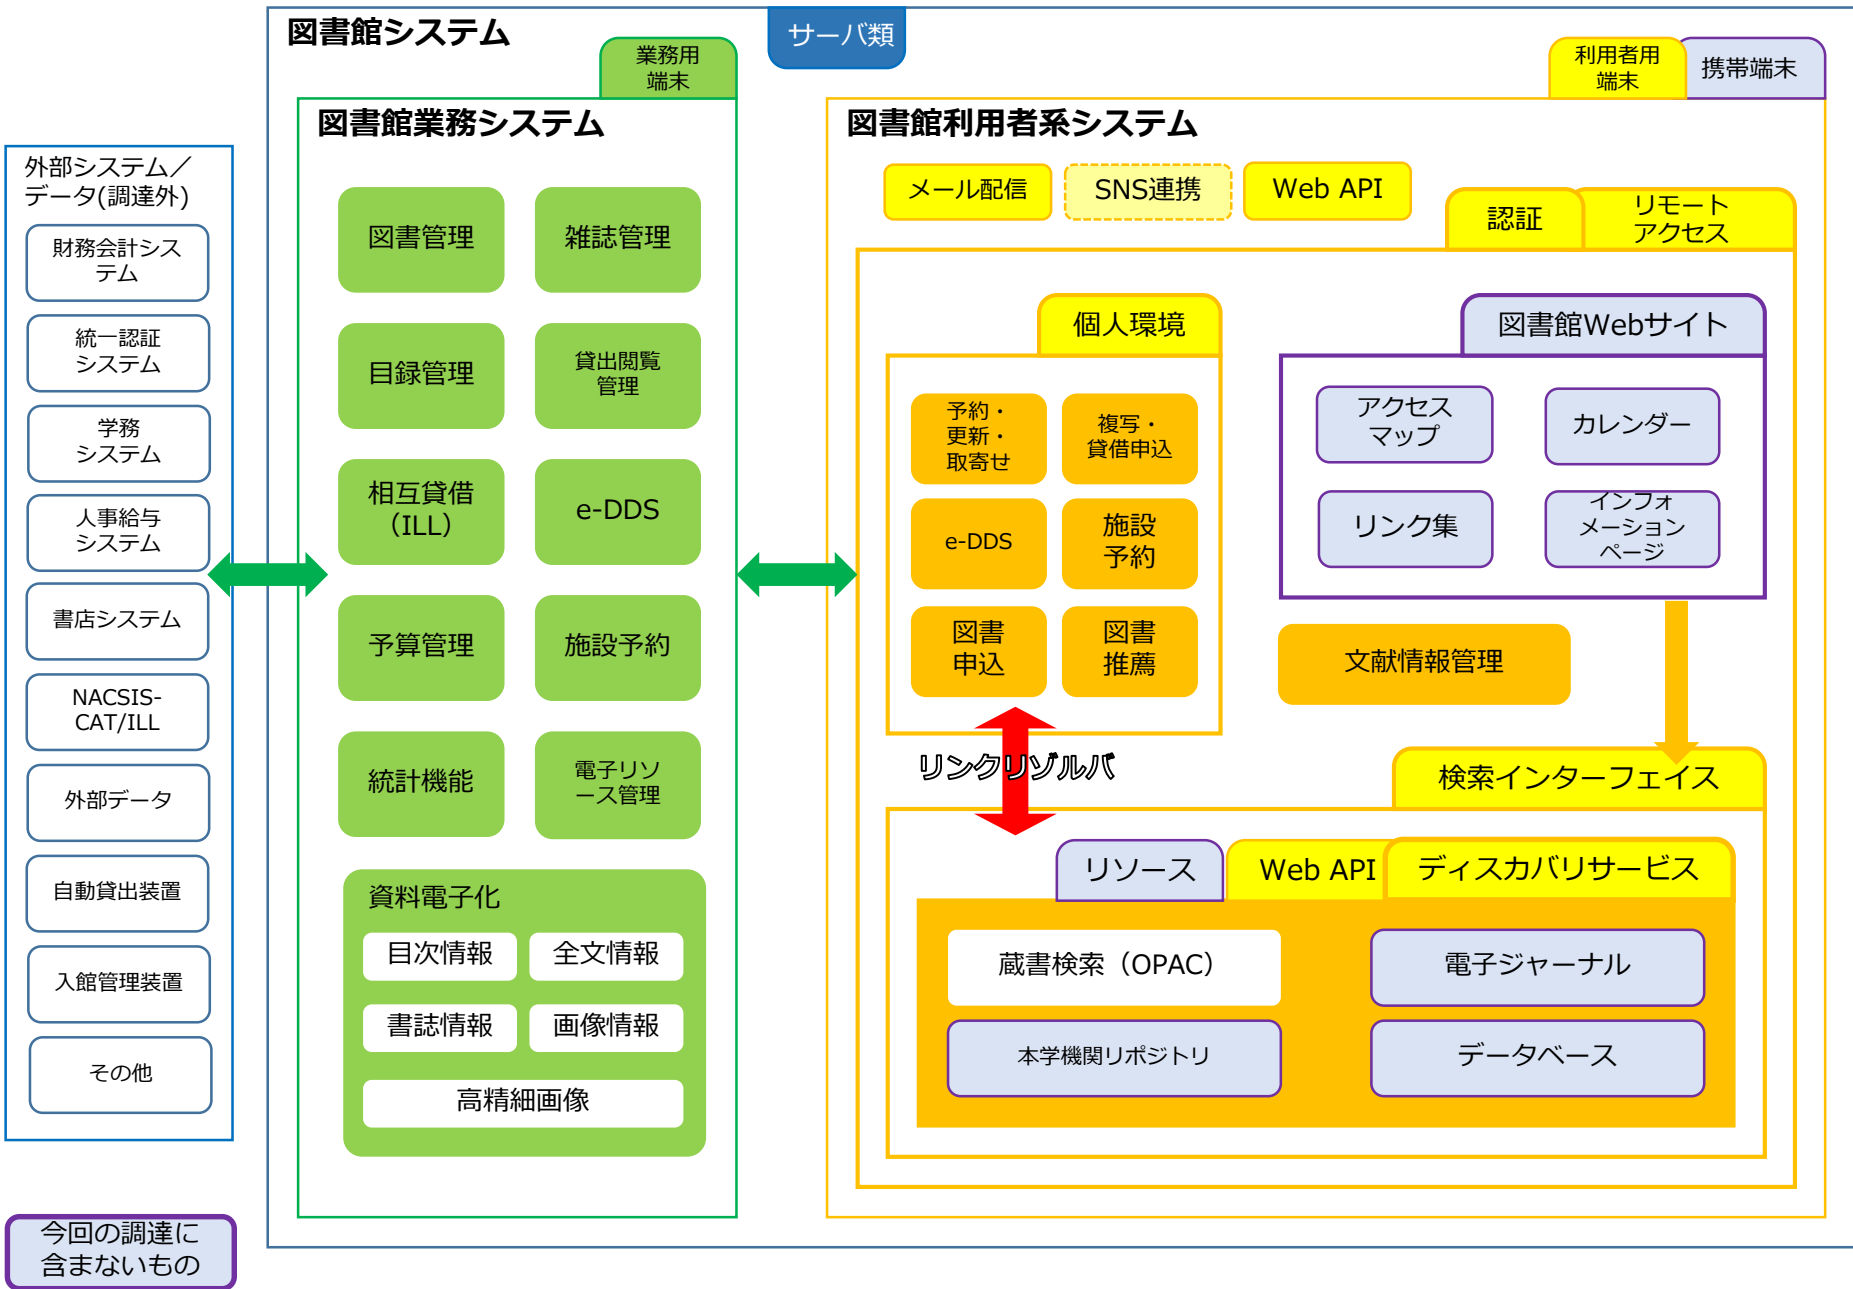 図書館システム
サーバ類
業務用
端末
利用者用
端末
携帯端末
外部システム／
データ(調達外)
財務会計シス
テム
統一認証
システム
学務
システム
人事給与
システム
書店システム
NACSIS-
CAT/ILL
外部データ
自動貸出装置
入館管理装置
その他
今回の調達に
含まないもの
図書館業務システム
図書管理
雑誌管理
目録管理
貸出閲覧
管理
相互貸借
（ILL）
e-DDS
予算管理
施設予約
統計機能
電子リソ
ース管理
資料電子化
目次情報
全文情報
書誌情報
画像情報
高精細画像
図書館利用者系システム
メール配信
SNS連携
Web API
認証
リモート
アクセス
個人環境
予約・
更新・
取寄せ
複写・
貸借申込
e-DDS
施設
予約
図書
申込
図書
推薦
図書館Webサイト
アクセス
マップ
カレンダー
リンク集
インフォ
メーション
ページ
文献情報管理
リンクリゾルバ
検索インターフェイス
リソース
Web API
ディスカバリサービス
蔵書検索（OPAC）
電子ジャーナル
本学機関リポジトリ
データベース